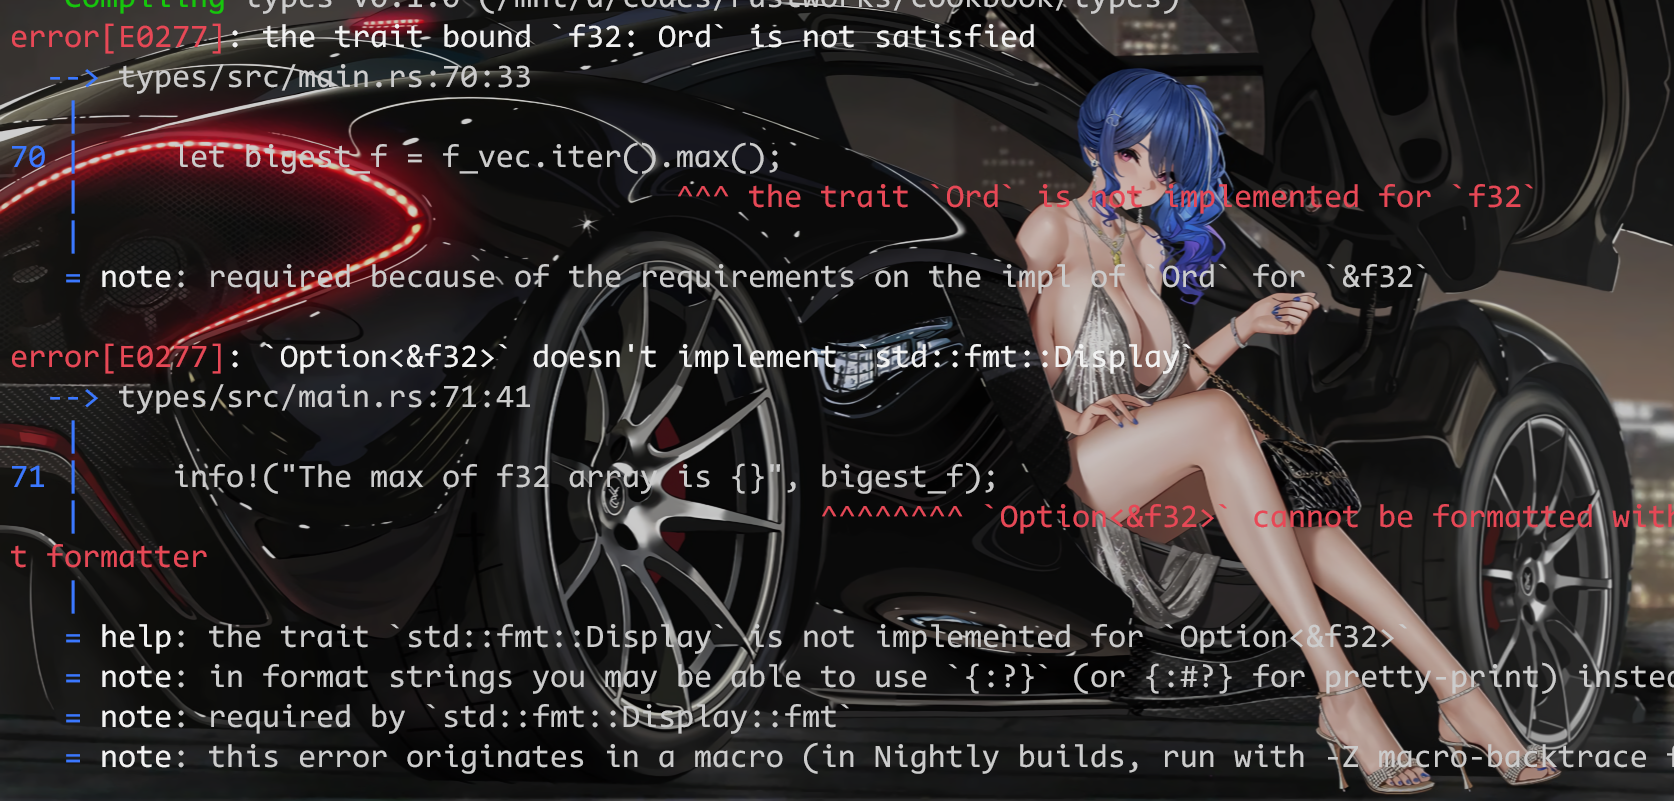 Compiling types v0.1.0 (/mnt/d/Codes/rustworks/cookbook/types)
error[E0277]: the trait bound `f32: Ord` is not satisfied
--> types/src/main.rs:70:33
|
70 | let bigest_f = f_vec.iter().max();
| ^^^ the trait `Ord` is not implemented for `f32`
|
= note: required because of the requirements on the impl of `Ord` for `&f32`
error[E0277]: `Option<&f32>` doesn't implement `std::fmt::Display`
--> types/src/main.rs:71:41
|
71 | info!("The max of f32 array is {}", bigest_f);
| ^^^^^^^^ `Option<&f32>` cannot be formatted with
t formatter
|
= help: the trait `std::fmt::Display` is not implemented for `Option<&f32>`
= note: in format strings you may be able to use `{:?}` (or {:#?} for pretty-print) instea
= note: required by `std::fmt::Display::fmt`
= note: this error originates in a macro (in Nightly builds, run with -Z macro-backtrace f